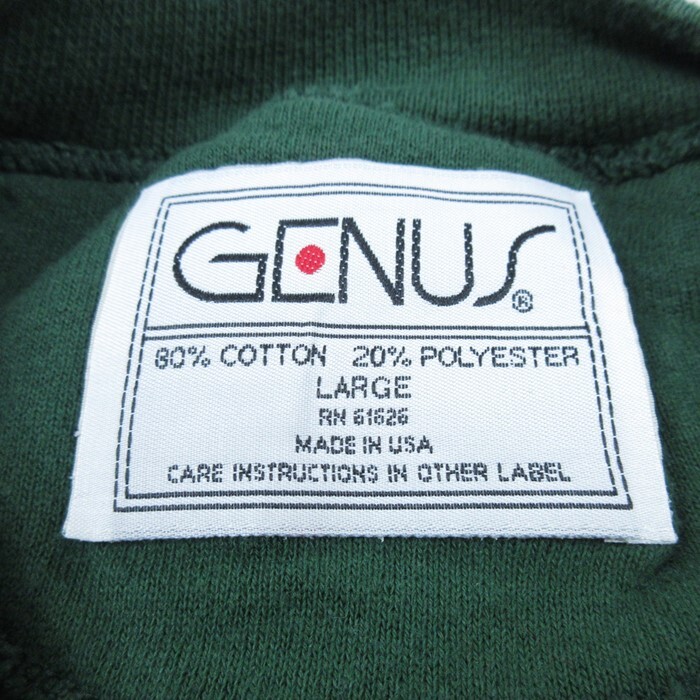 GENUS®
80% COTTON 20% POLYESTER
LARGE
RN 61626
MADE IN USA
CARE INSTRUCTIONS IN OTHER LABEL